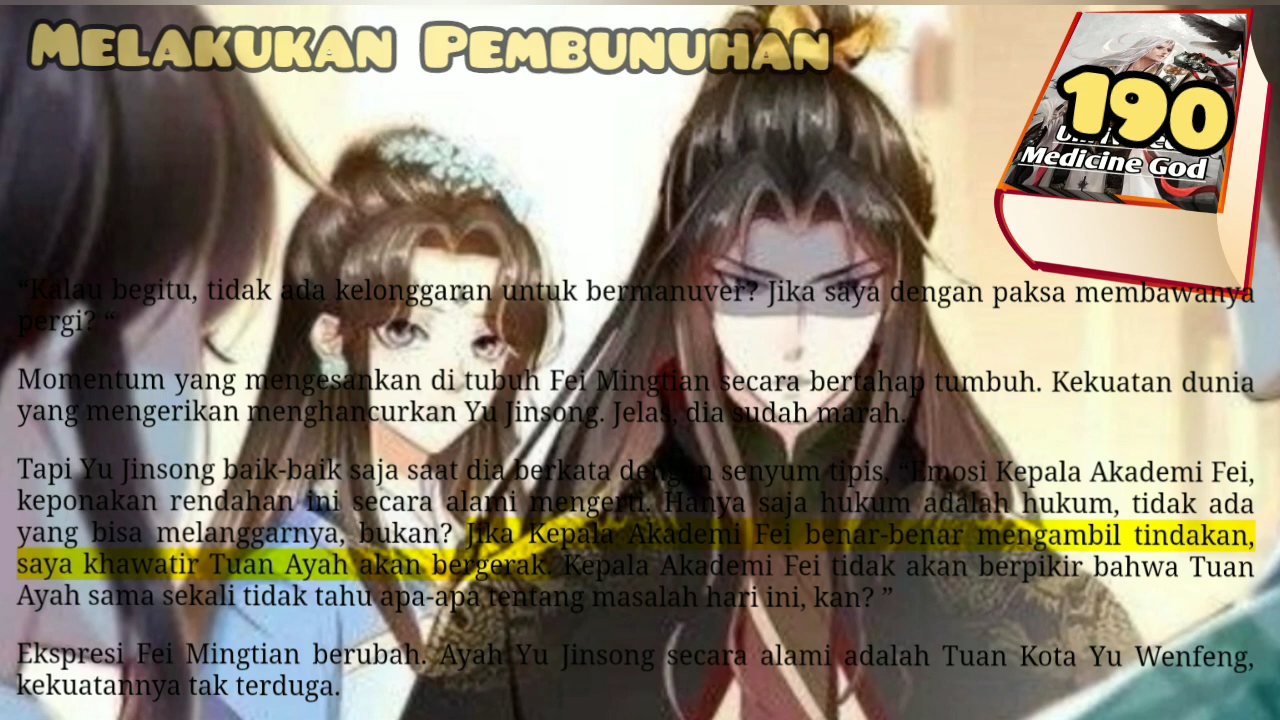 Melakukan Pembunuhan
190
Medicine God
“Kalau begitu, tidak ada kelonggaran untuk bermanuver? Jika saya dengan paksa membawanya
pergi? “
Momentum yang mengesankan di tubuh Fei Mingtian secara bertahap tumbuh. Kekuatan dunia
yang mengerikan menghancurkan Yu Jinsong. Jelas, dia sudah marah.
Tapi Yu Jinsong baik-baik saja saat dia berkata dengan senyum tipis, “Emosi Kepala Akademi Fei,
keponakan rendahan ini secara alami mengerti. Hanya saja hukum adalah hukum, tidak ada
yang bisa melanggarnya, bukan? Jika Kepala Akademi Fei benar-benar mengambil tindakan,
saya khawatir Tuan Ayah akan bergerak. Kepala Akademi Fei tidak akan berpikir bahwa Tuan
Ayah sama sekali tidak tahu apa-apa tentang masalah hari ini, kan? ”
Ekspresi Fei Mingtian berubah. Ayah Yu Jinsong secara alami adalah Tuan Kota Yu Wenfeng,
kekuatannya tak terduga.